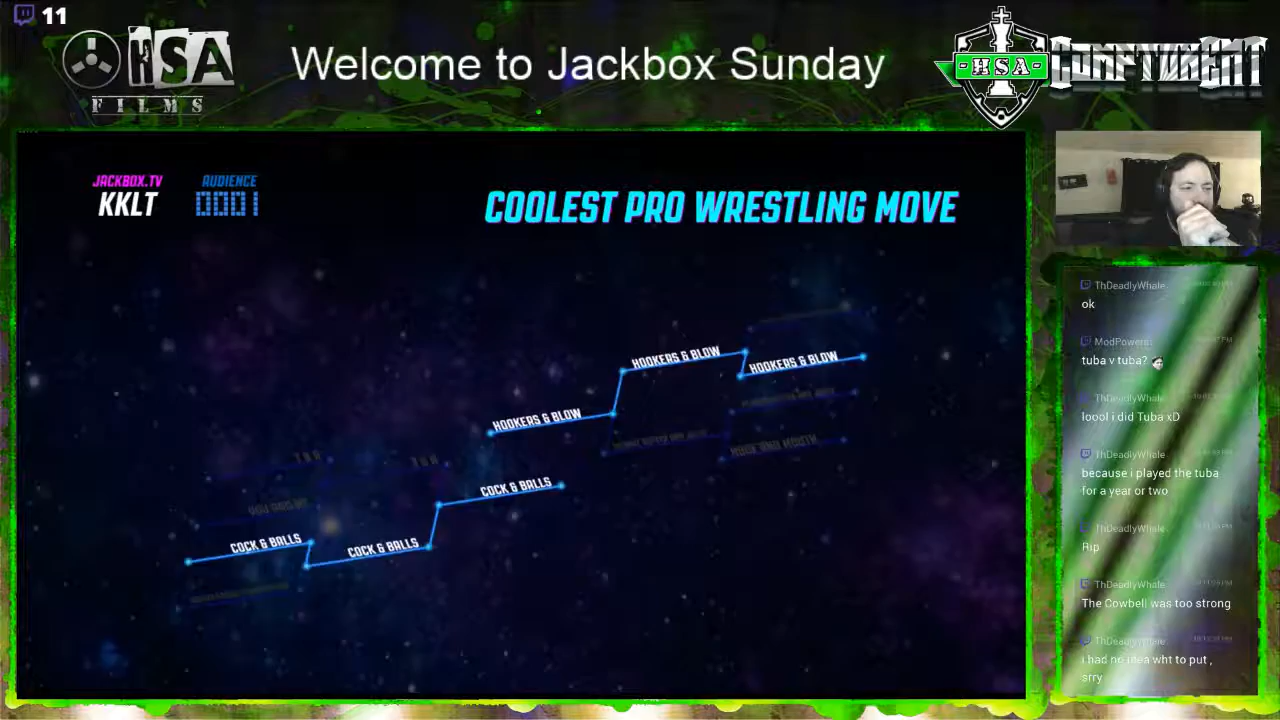 11
HSA
FILMS
Welcome to Jackbox Sunday
-HSA-
JACKBOX.TV
KKLT
AUDIENCE
0001
COOLEST PRO WRESTLING MOVE
HOOKERS & BLOW
HOOKERS & BLOW
HOOKERS & BLOW
COCK & BALLS
COCK & BALLS
COCK & BALLS
ThDeadlyWhale
ok
ModPowers:
tuba v tuba?
ThDeadlyWhale
loool i did Tuba xD
ThDeadlyWhale
because i played the tuba
for a year or two
ThDeadlyWhale
Rip
ThDeadlyWhale
The Cowbell was too strong
ThDeadlyWhale
i had no idea wht to put ,
srry